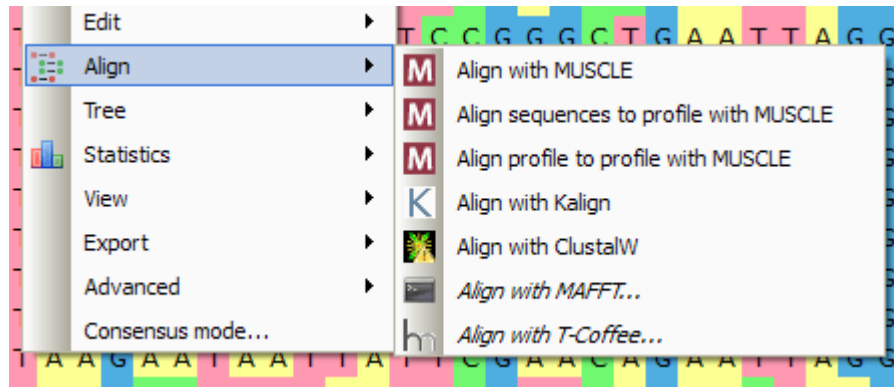 Edit
T C C G G G C T G A A T T A G G
Align
M Align with MUSCLE
Tree
M Align sequences to profile with MUSCLE
Statistics
M Align profile to profile with MUSCLE
View
K Align with Kalign
Export
Align with ClustalW
Advanced
Align with MAFFT...
Consensus mode...
hm Align with T-Coffee...
T A A G A A T A A T T A T T C G A A C A G A A T T A G G